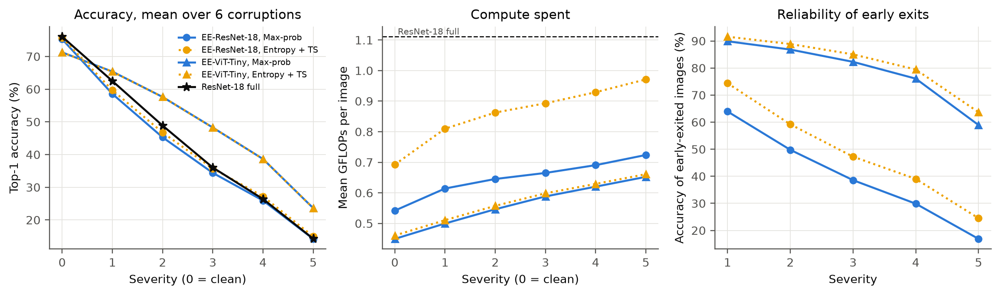 Accuracy, mean over 6 corruptions
Top-1 accuracy (%)
70
60
50
40
30
20
0 1 2 3 4 5
Severity (0 = clean)
EE-ResNet-18, Max-prob
EE-ResNet-18, Entropy + TS
EE-ViT-Tiny, Max-prob
EE-ViT-Tiny, Entropy + TS
ResNet-18 full
Compute spent
Mean GFLOPs per image
ResNet-18 full
1.1
1.0
0.9
0.8
0.7
0.6
0.5
0 1 2 3 4 5
Severity (0 = clean)
Reliability of early exits
Accuracy of early-exited images (%)
90
80
70
60
50
40
30
20
1 2 3 4 5
Severity